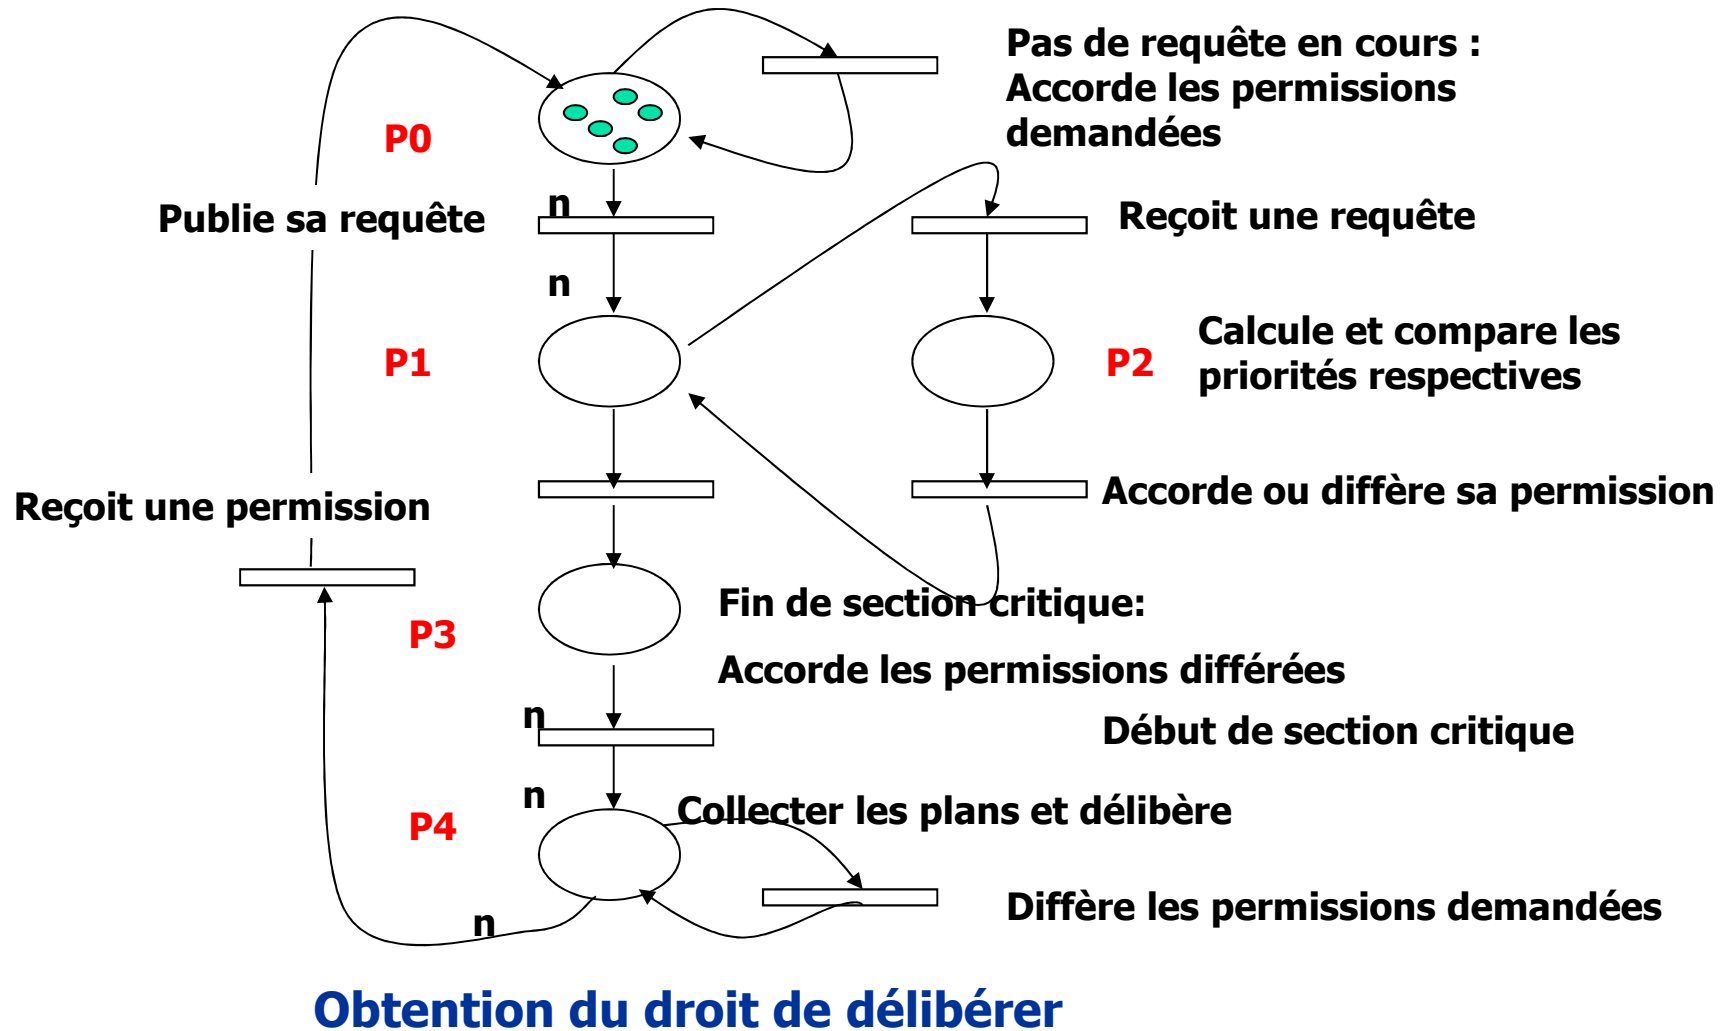 Pas de requête en cours :
Accorde les permissions
demandées
P0
n
Publie sa requête
Reçoit une requête
n
P1
P2
Calcule et compare les
priorités respectives
Reçoit une permission
Accorde ou diffère sa permission
Fin de section critique:
P3
Accorde les permissions différées
n
Début de section critique
n
Collecter les plans et délibère
P4
Diffère les permissions demandées
n
Obtention du droit de délibérer